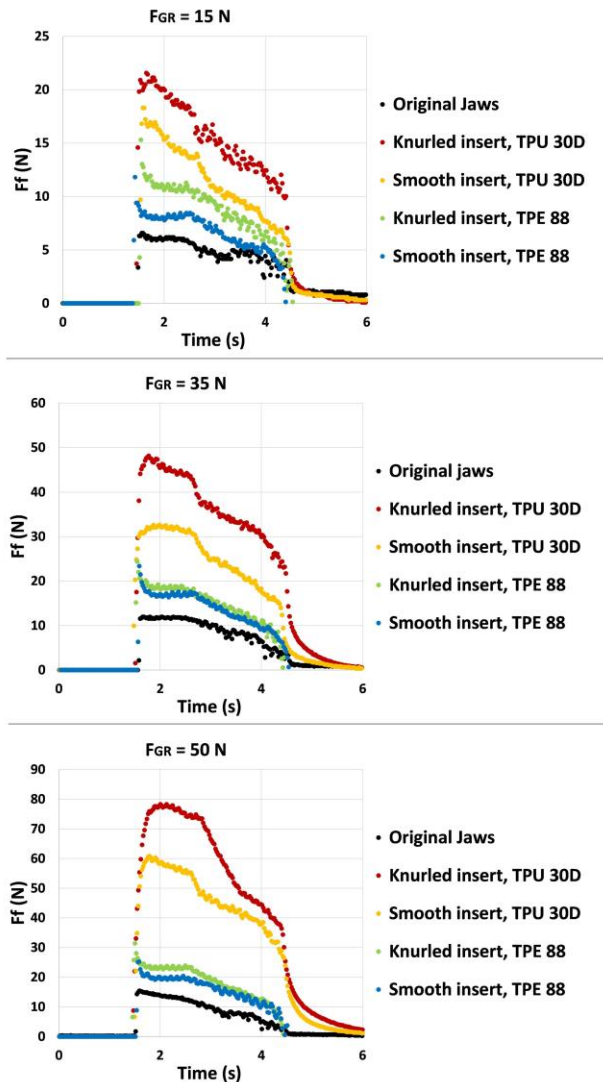 FGR = 15 N
25
20
15
10
5
0
Ff (N)
0 2 4 6
Time (s)
Original Jaws
Knurled insert, TPU 30D
Smooth insert, TPU 30D
Knurled insert, TPE 88
Smooth insert, TPE 88
FGR = 35 N
60
50
40
30
20
10
0
Ff (N)
0 2 4 6
Time (s)
Original jaws
Knurled insert, TPU 30D
Smooth insert, TPU 30D
Knurled insert, TPE 88
Smooth insert, TPE 88
FGR = 50 N
90
80
70
60
50
40
30
20
10
0
Ff (N)
0 2 4 6
Time (s)
Original Jaws
Knurled insert, TPU 30D
Smooth insert, TPU 30D
Knurled insert, TPE 88
Smooth insert, TPE 88